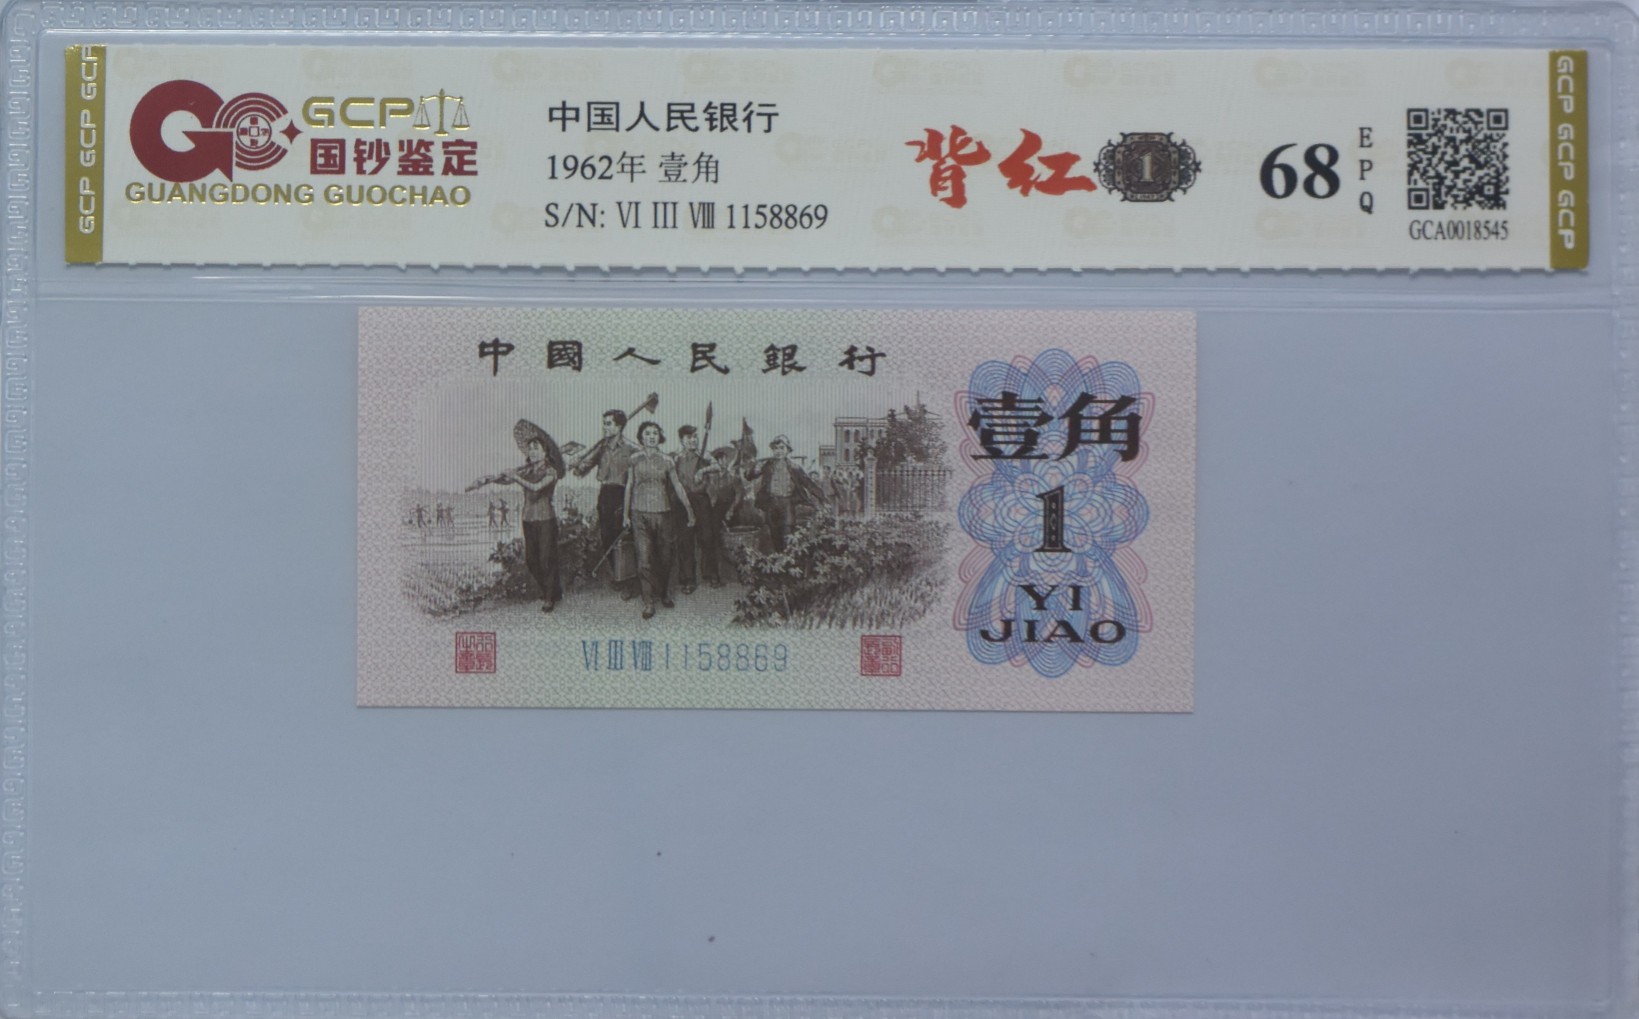 GCP GCP GCP
GCP
国钞鉴定
GUANGDONG GUOCHAO
中国人民银行
1962年 壹角
S/N: Ⅵ Ⅲ Ⅷ 1158869
背红
1
68
EPQ
GCA0018545
GCP GCP GCP
中國人民銀行
壹角
1
YI
JIAO
Ⅵ Ⅲ Ⅷ 1158869